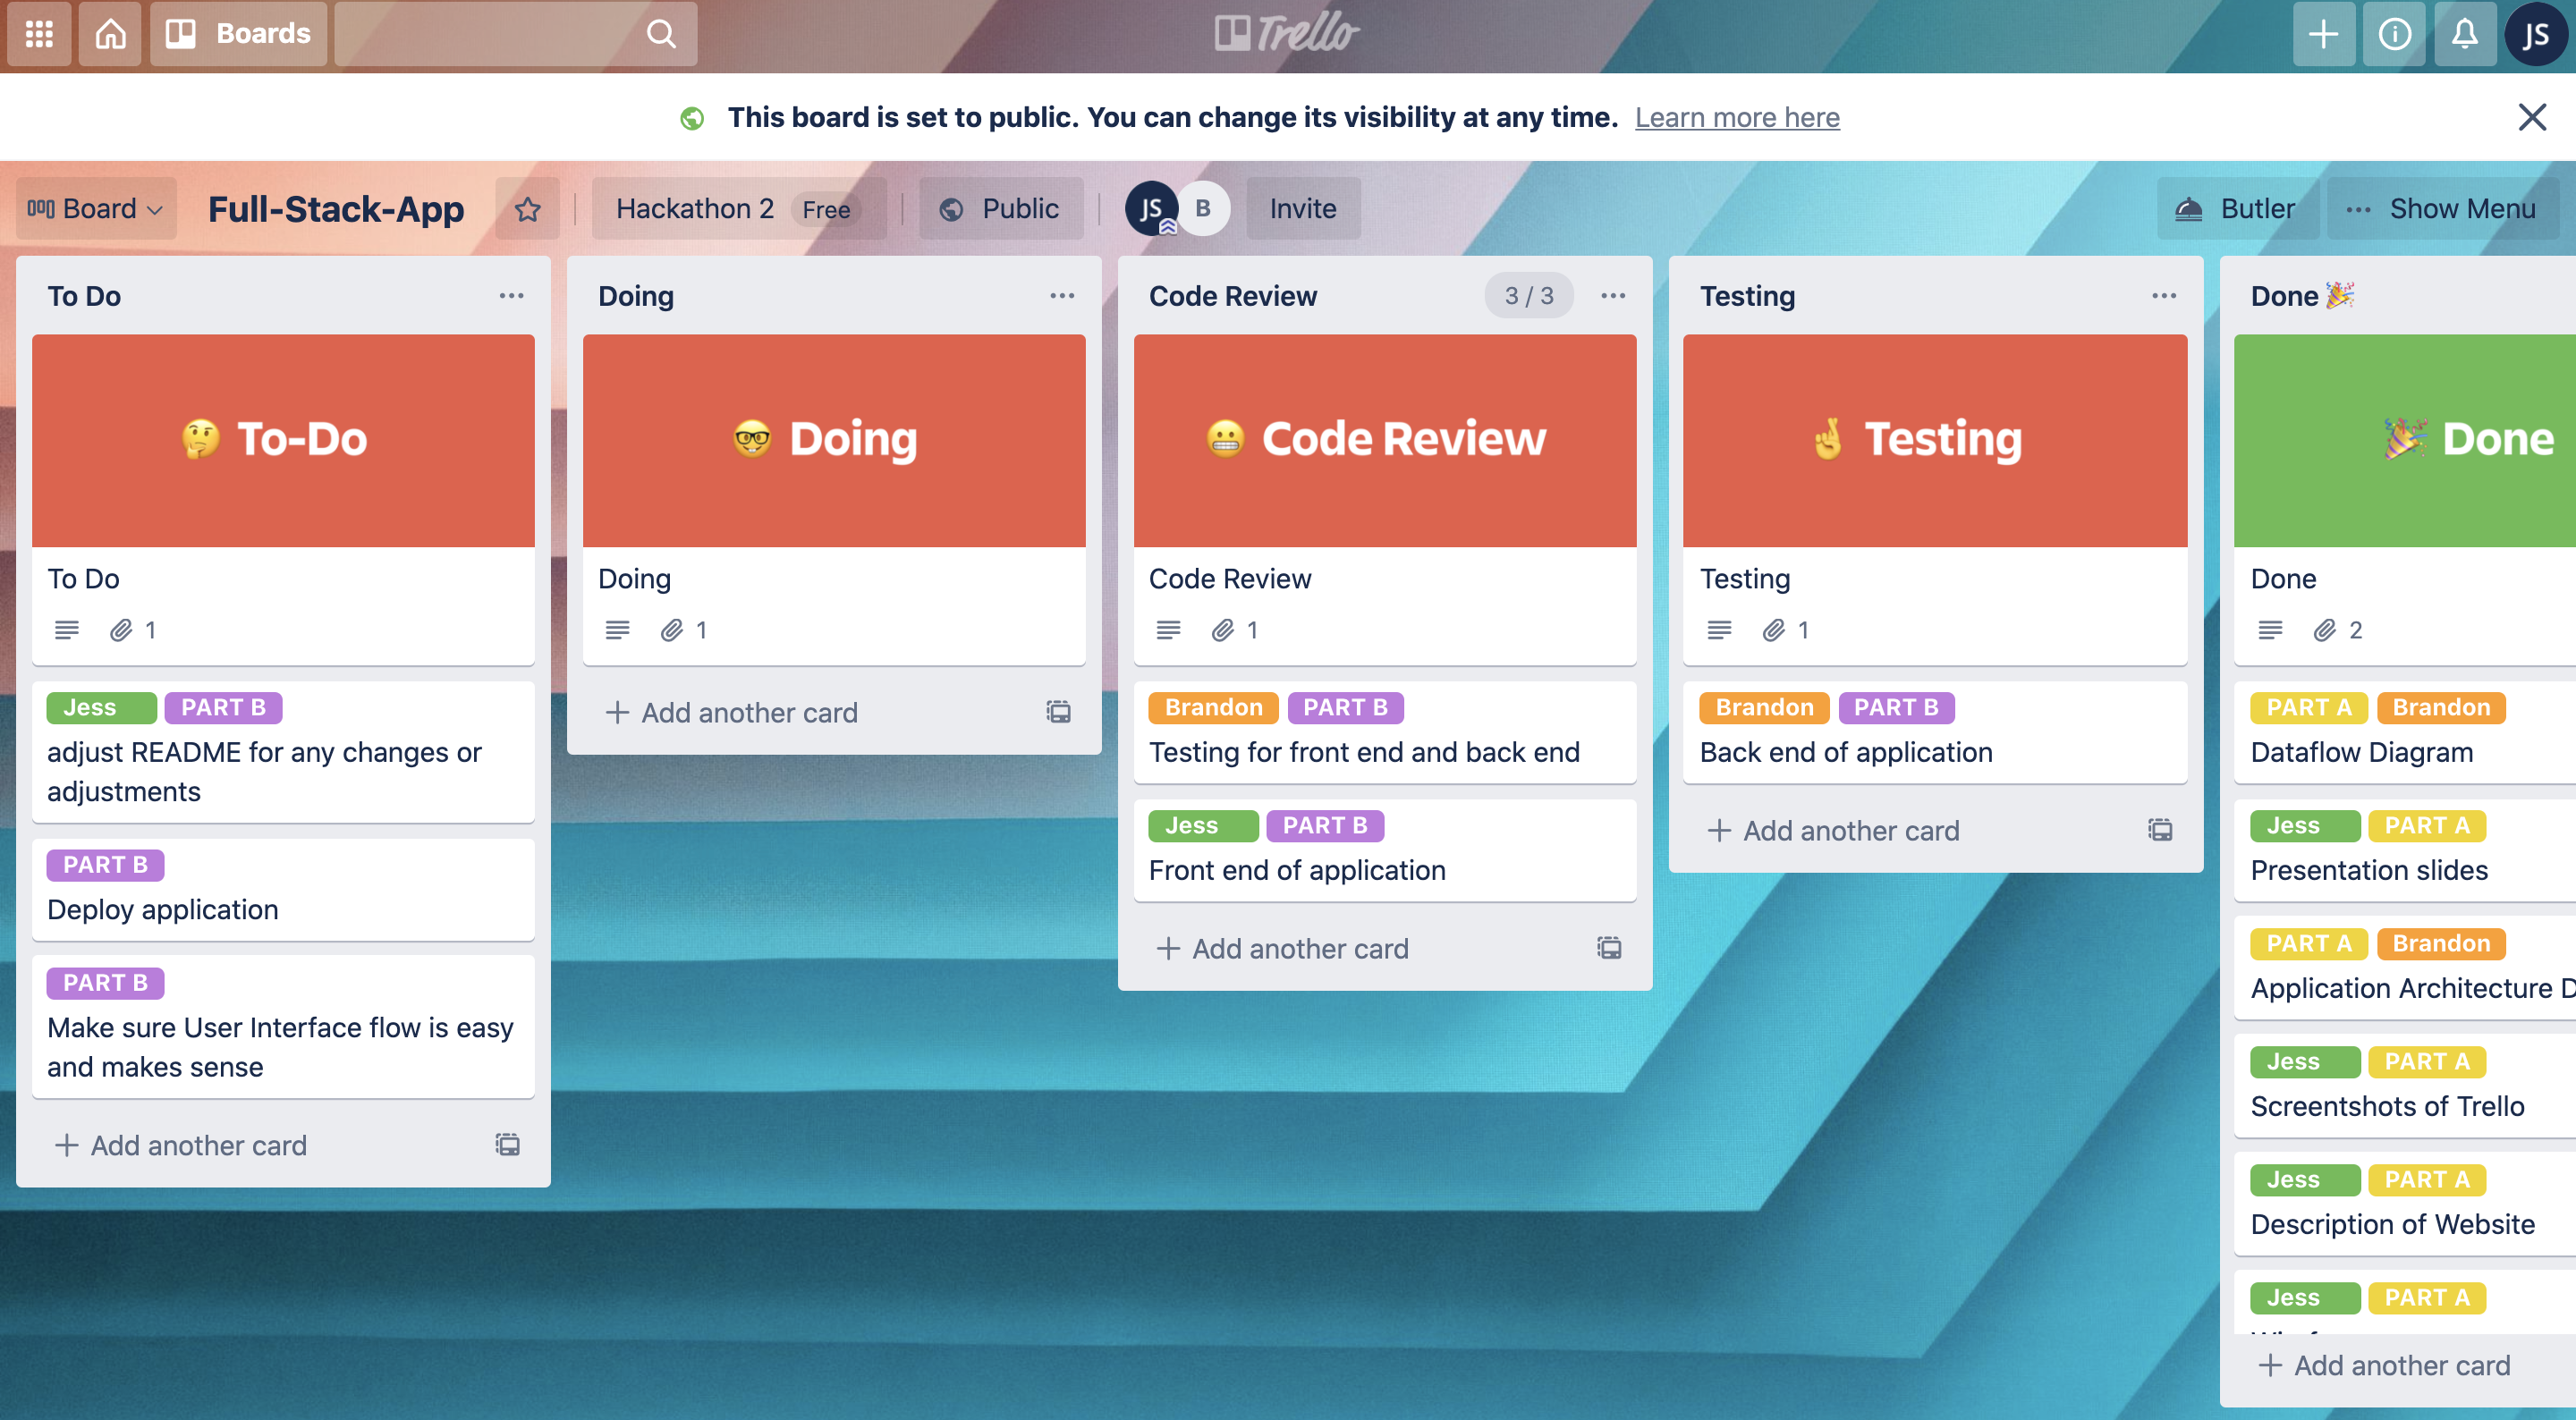 Boards
Trello
JS
This board is set to public. You can change its visibility at any time. Learn more here
Board
Full-Stack-App
Hackathon 2 Free
Public
JS
B
Invite
Butler
Show Menu
To Do
🤔 To-Do
To Do
1
Jess PART B
adjust README for any changes or
adjustments
PART B
Deploy application
PART B
Make sure User Interface flow is easy
and makes sense
+ Add another card
Doing
🤓 Doing
Doing
1
+ Add another card
Code Review 3 / 3
😬 Code Review
Code Review
1
Brandon PART B
Testing for front end and back end
Jess PART B
Front end of application
+ Add another card
Testing
🤞 Testing
Testing
1
Brandon PART B
Back end of application
+ Add another card
Done 🎉
🎉 Done
Done
2
PART A Brandon
Dataflow Diagram
Jess PART A
Presentation slides
PART A Brandon
Application Architecture D
Jess PART A
Screentshots of Trello
Jess PART A
Description of Website
Jess PART A
+ Add another card